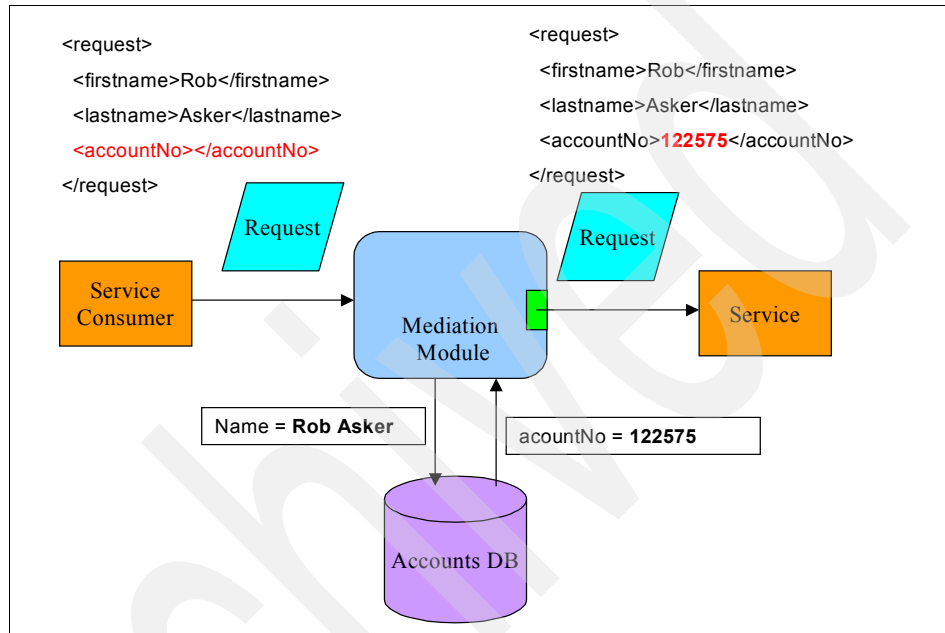 <request>
<firstname>Rob</firstname>
<lastname>Asker</lastname>
<accountNo></accountNo>
</request>
<request>
<firstname>Rob</firstname>
<lastname>Asker</lastname>
<accountNo>122575</accountNo>
</request>
Request
Request
Service
Consumer
Mediation
Module
Service
Name = Rob Asker
acountNo = 122575
Accounts DB